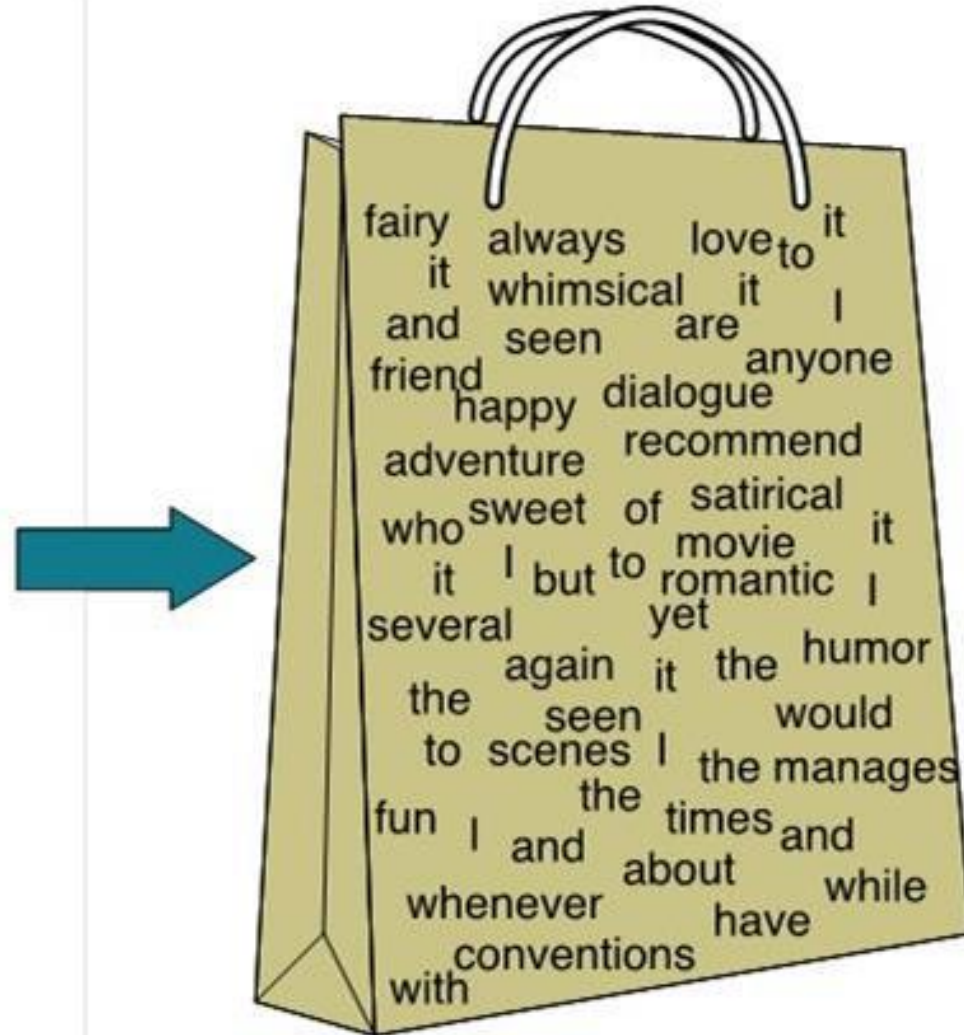 fairy always love to it
it whimsical it I
and seen are anyone
friend happy dialogue
adventure recommend
who sweet of satirical it
it I but to movie romantic I
several yet humor
again it the
the seen would
to scenes I the manages
fun I and the times and
whenever about have while
conventions
with